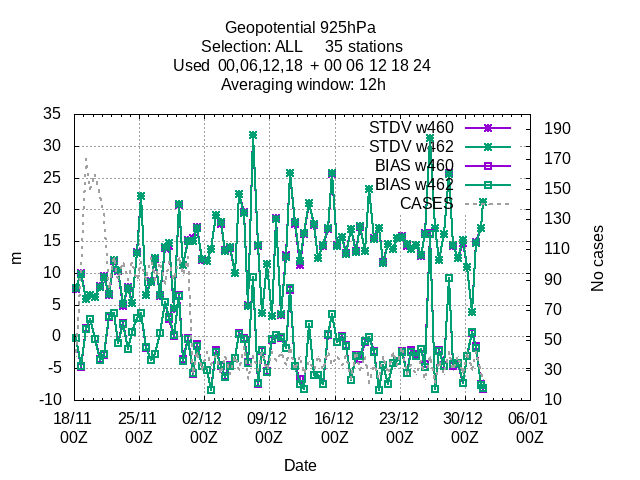 Geopotential 925hPa
Selection: ALL 35 stations
Used 00,06,12,18 + 00 06 12 18 24
Averaging window: 12h
STDV w460
STDV w462
BIAS w460
BIAS w462
CASES
35
30
25
20
15
10
5
0
-5
-10
m
190
170
150
130
110
90
70
50
30
10
No cases
18/11 25/11 02/12 09/12 16/12 23/12 30/12 06/01
00Z 00Z 00Z 00Z 00Z 00Z 00Z 00Z
Date